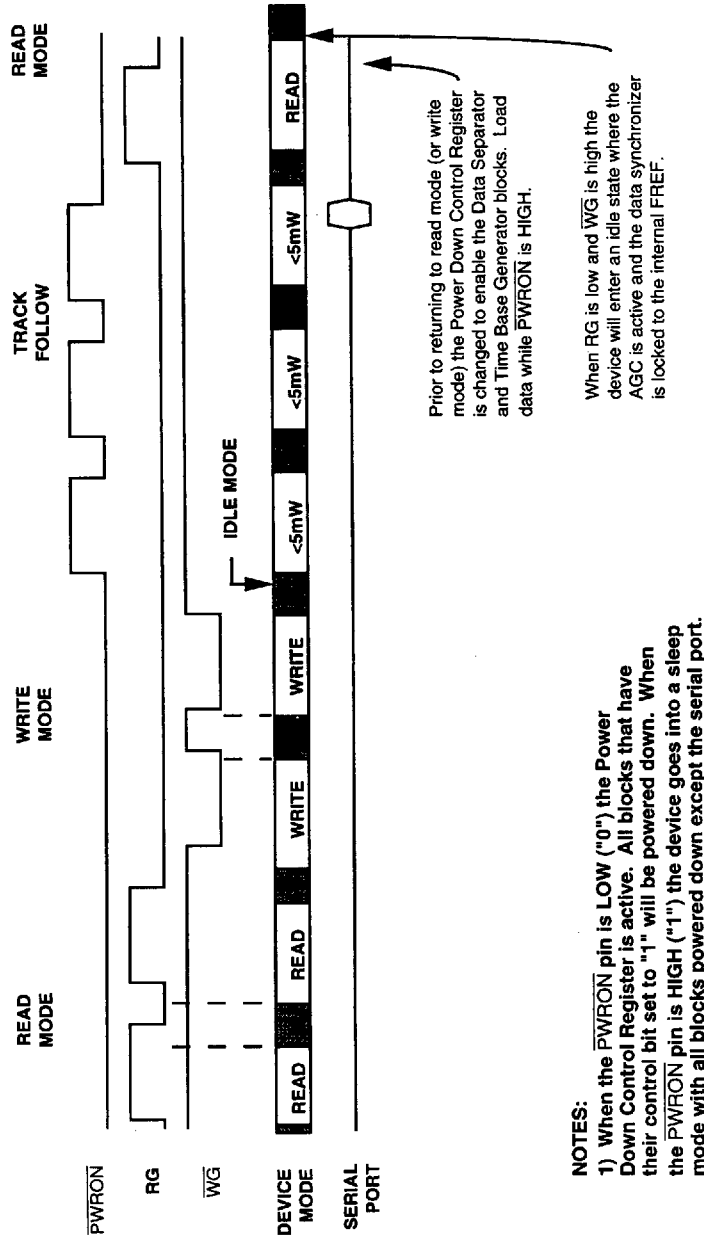 READ
MODE
WRITE
MODE
TRACK
FOLLOW
READ
MODE
PWRON
RG
WG
IDLE MODE
DEVICE
MODE
READ
READ
WRITE
WRITE
<5mW
<5mW
<5mW
READ
SERIAL
PORT
Prior to returning to read mode (or write
mode) the Power Down Control Register
is changed to enable the Data Separator
and Time Base Generator blocks. Load
data while PWRON is HIGH.
When RG is low and WG is high the
device will enter an idle state where the
AGC is active and the data synchronizer
is locked to the internal FREF.
NOTES:
1) When the PWRON pin is LOW ("0") the Power
Down Control Register is active. All blocks that have
their control bit set to "1" will be powered down. When
the PWRON pin is HIGH ("1") the device goes into a sleep
mode with all blocks powered down except the serial port.